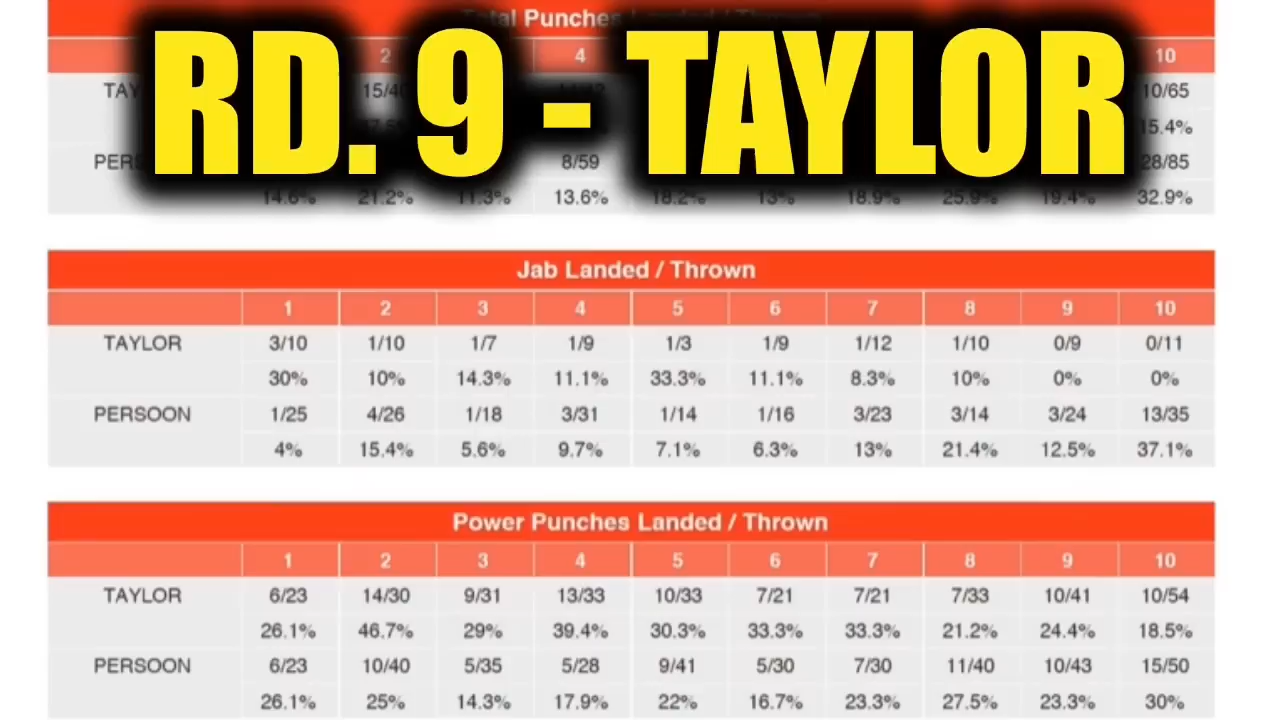 Total Punches Landed / Thrown
RD. 9 - TAYLOR
2 4 10
15/40 10/65
15.4%
8/59 28/85
14.6% 21.2% 11.3% 13.6% 18.2% 13% 18.9% 25.9% 19.4% 32.9%
Jab Landed / Thrown
1 2 3 4 5 6 7 8 9 10
TAYLOR 3/10 1/10 1/7 1/9 1/3 1/9 1/12 1/10 0/9 0/11
30% 10% 14.3% 11.1% 33.3% 11.1% 8.3% 10% 0% 0%
PERSOON 1/25 4/26 1/18 3/31 1/14 1/16 3/23 3/14 3/24 13/35
4% 15.4% 5.6% 9.7% 7.1% 6.3% 13% 21.4% 12.5% 37.1%
Power Punches Landed / Thrown
1 2 3 4 5 6 7 8 9 10
TAYLOR 6/23 14/30 9/31 13/33 10/33 7/21 7/21 7/33 10/41 10/54
26.1% 46.7% 29% 39.4% 30.3% 33.3% 33.3% 21.2% 24.4% 18.5%
PERSOON 6/23 10/40 5/35 5/28 9/41 5/30 7/30 11/40 10/43 15/50
26.1% 25% 14.3% 17.9% 22% 16.7% 23.3% 27.5% 23.3% 30%